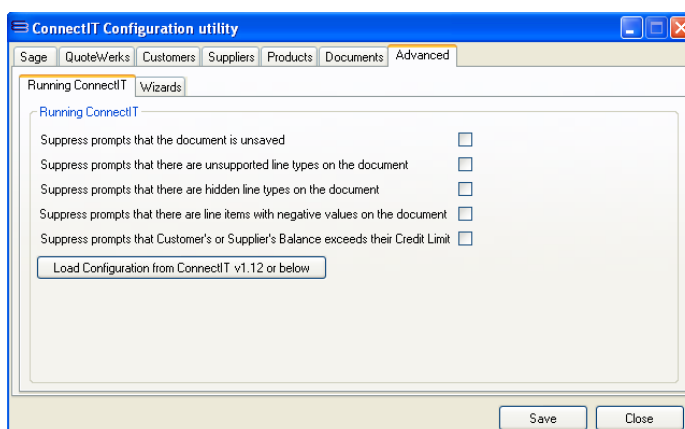 ConnectIT Configuration utility
Sage QuoteWerks Customers Suppliers Products Documents Advanced
Running ConnectIT Wizards
Running ConnectIT
Suppress prompts that the document is unsaved
Suppress prompts that there are unsupported line types on the document
Suppress prompts that there are hidden line types on the document
Suppress prompts that there are line items with negative values on the document
Suppress prompts that Customer's or Supplier's Balance exceeds their Credit Limit
Load Configuration from ConnectIT v1.12 or below
Save Close